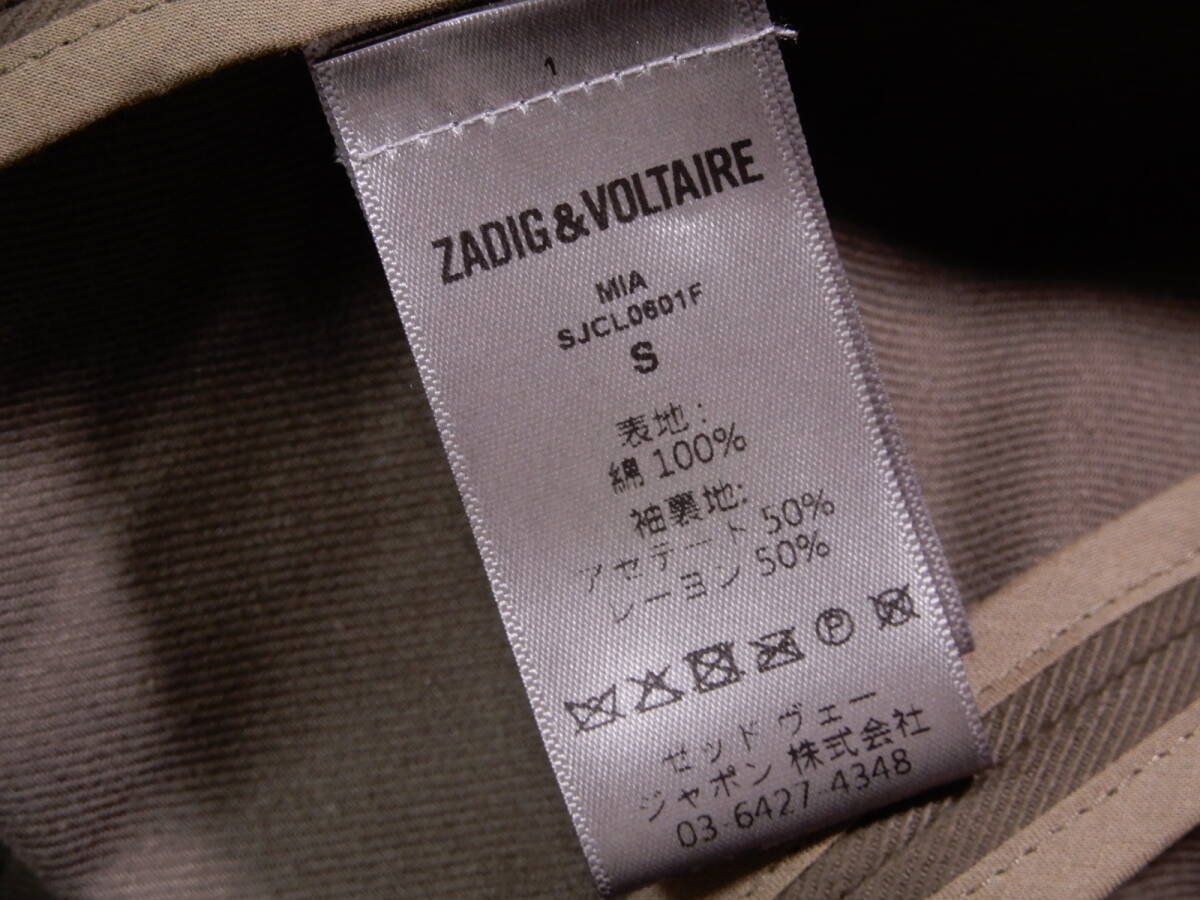 1
ZADIG&VOLTAIRE
MIA
SJCL0601F
S
表地:
綿 100%
袖裏地:
アセテート 50%
レーヨン 50%
P
ゼッド ヴェー
ジャポン 株式会社
03-6427-4348